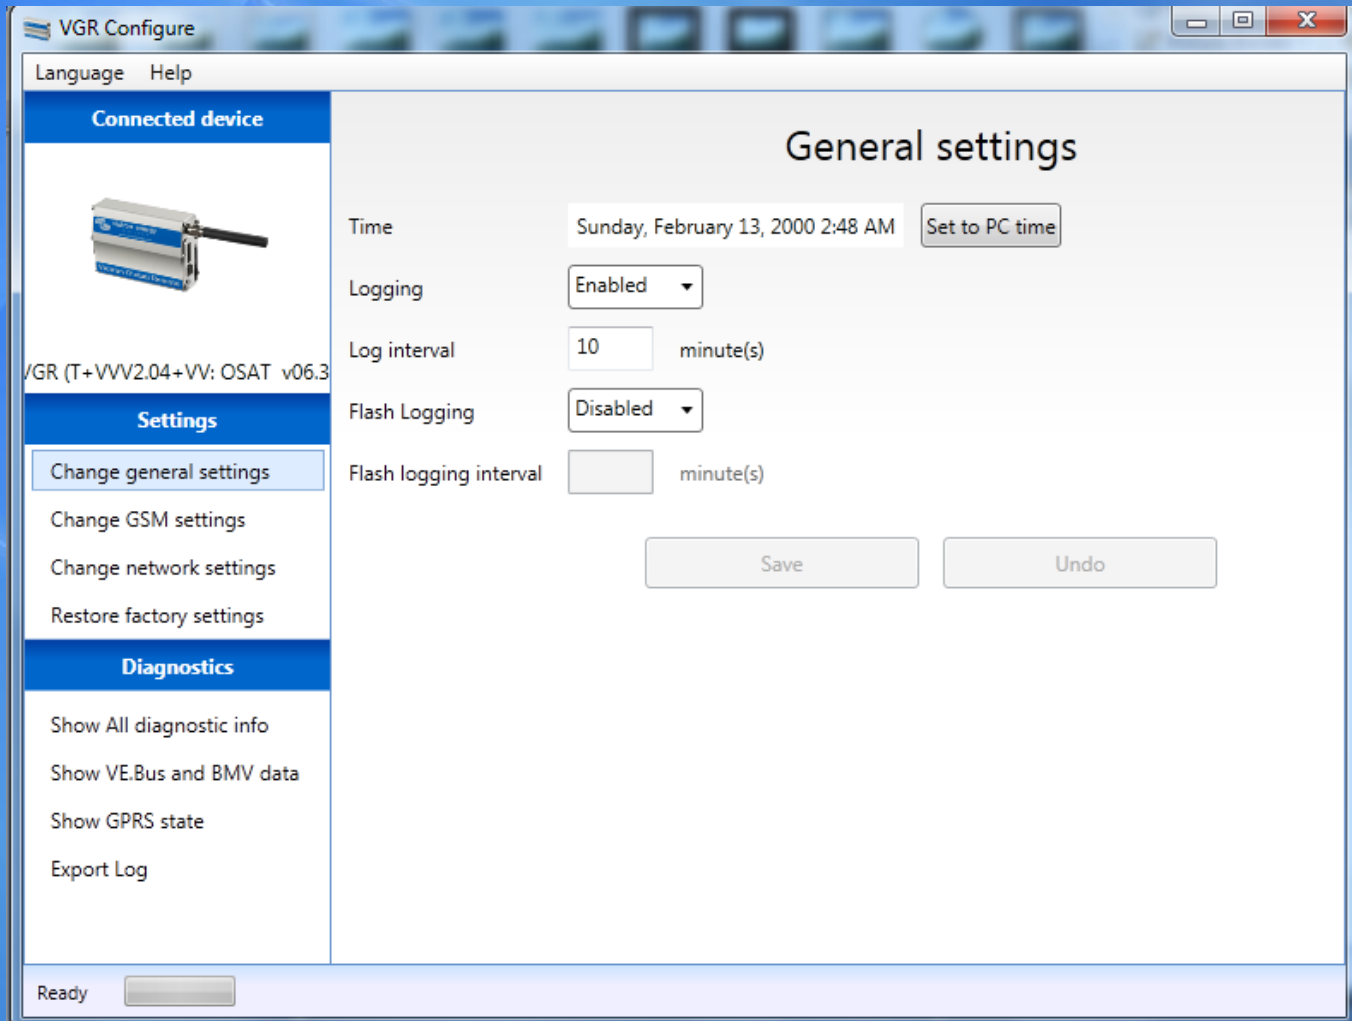 VGR Configure
Language Help
Connected device
VGR (T+VVV2.04+VV: OSAT v06.3
Settings
Change general settings
Change GSM settings
Change network settings
Restore factory settings
Diagnostics
Show All diagnostic info
Show VE.Bus and BMV data
Show GPRS state
Export Log
General settings
Time Sunday, February 13, 2000 2:48 AM Set to PC time
Logging Enabled
Log interval 10 minute(s)
Flash Logging Disabled
Flash logging interval minute(s)
Save Undo
Ready